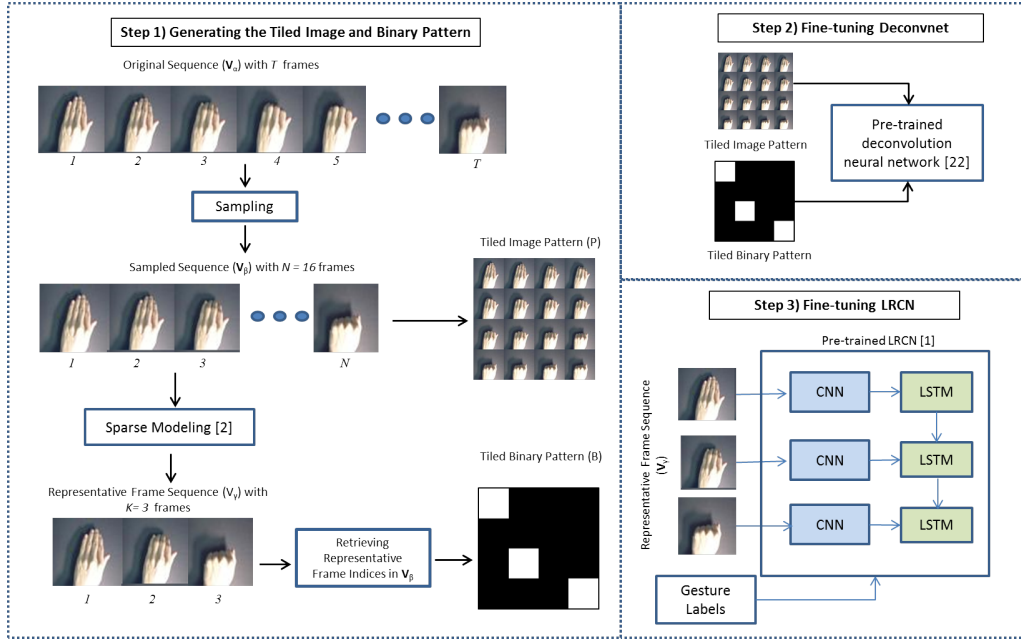 Step 1) Generating the Tiled Image and Binary Pattern
Original Sequence (Vα) with T frames
1 2 3 4 5 T
Sampling
Sampled Sequence (Vβ) with N = 16 frames
1 2 3 N
Tiled Image Pattern (P)
Sparse Modeling [2]
Representative Frame Sequence (Vγ) with
K= 3 frames
1 2 3
Retrieving
Representative
Frame Indices in Vβ
Tiled Binary Pattern (B)
Step 2) Fine-tuning Deconvnet
Tiled Image Pattern
Pre-trained
deconvolution
neural network [22]
Tiled Binary Pattern
Step 3) Fine-tuning LRCN
Pre-trained LRCN [1]
Representative Frame Sequence
(Vγ)
CNN LSTM
CNN LSTM
CNN LSTM
Gesture
Labels